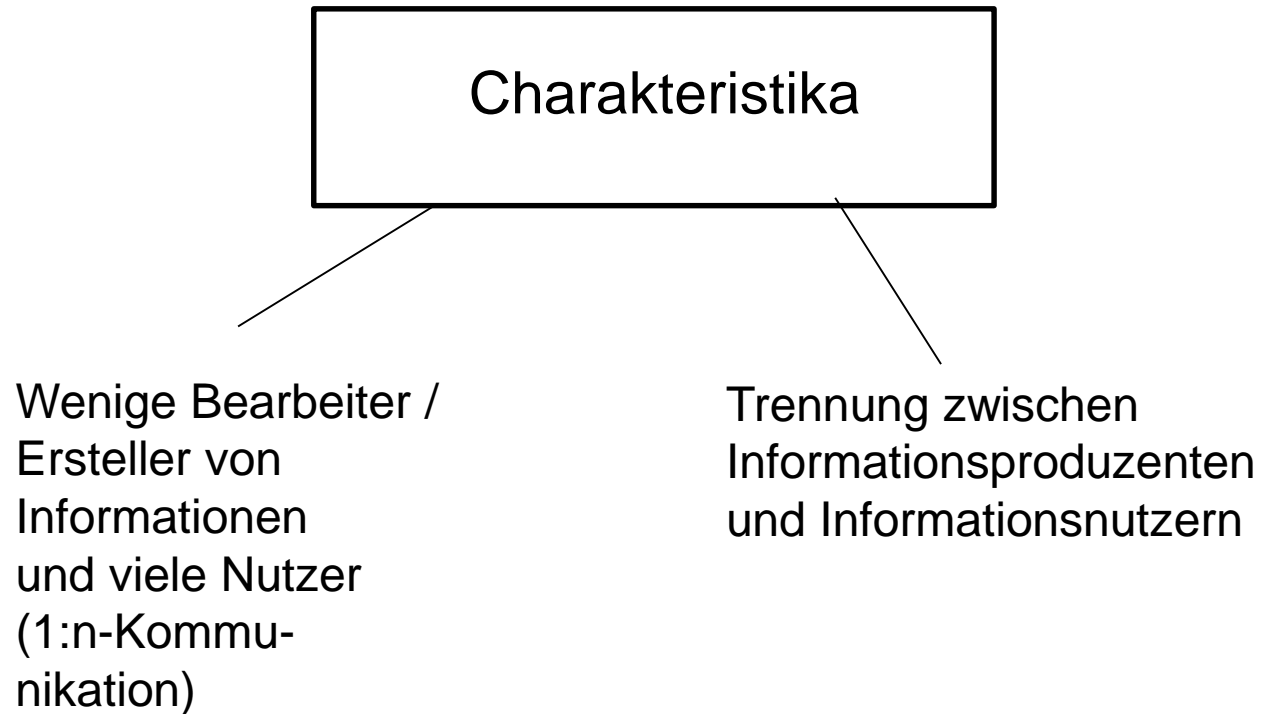 Charakteristika
Wenige Bearbeiter /
Ersteller von
Informationen
und viele Nutzer
(1:n-Kommu-
nikation)
Trennung zwischen
Informationsproduzenten
und Informationsnutzern